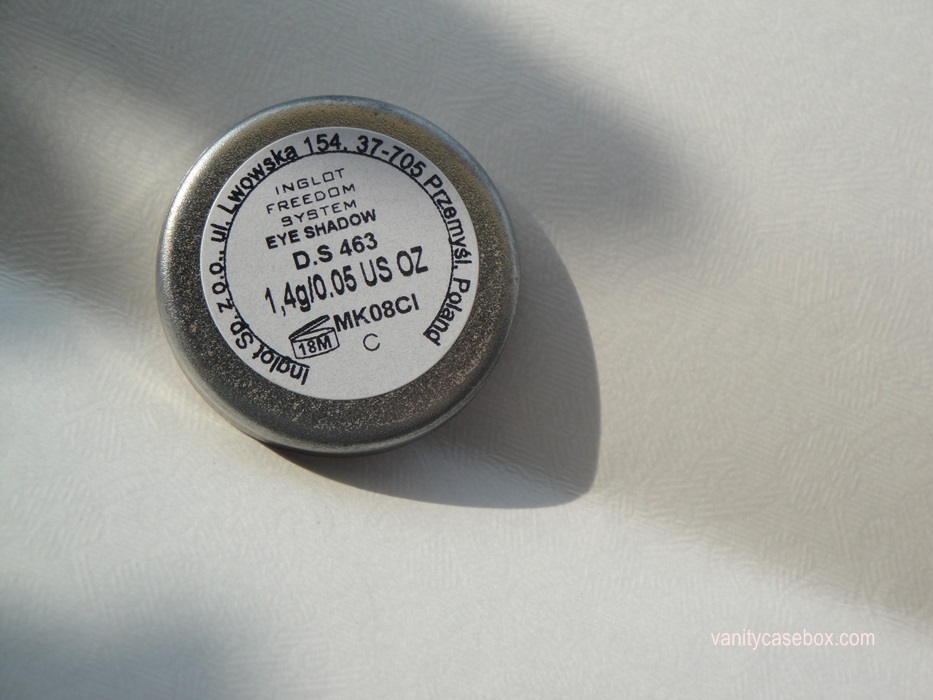 Inglot Sp. z o.o., ul. Lwowska 154, 37-705 Przemyśl, Poland
INGLOT
FREEDOM
SYSTEM
EYE SHADOW
D.S 463
1,4g/0.05 US OZ
MK08CI
18M
C
vanitycasebox.com